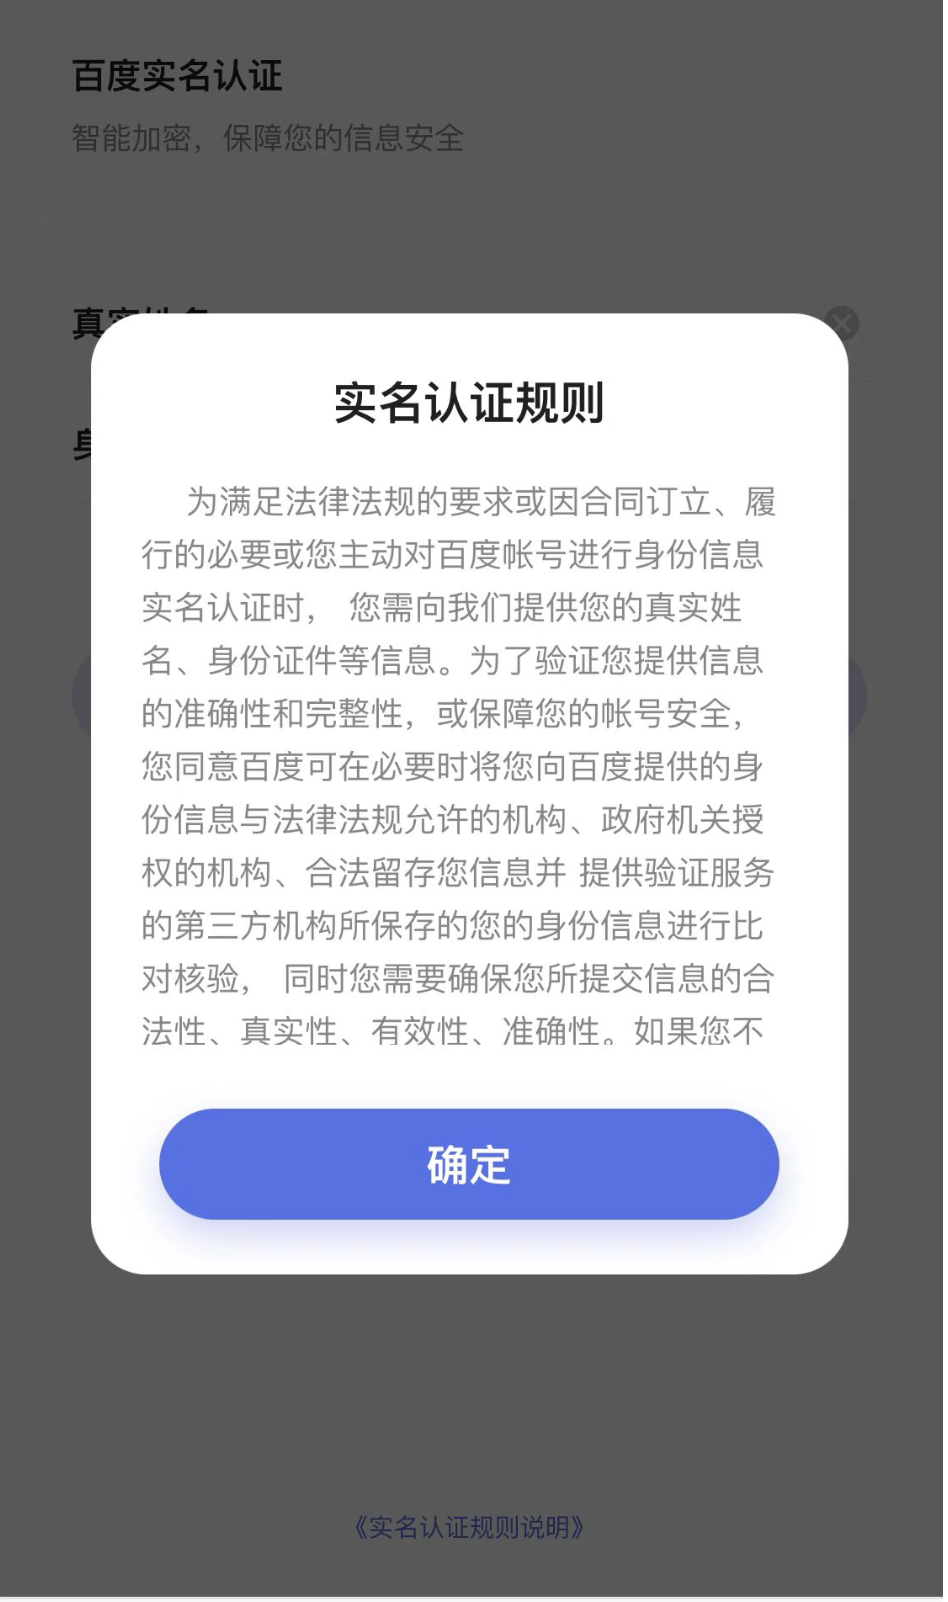 百度实名认证
智能加密，保障您的信息安全
真实姓名
身
实名认证规则
为满足法律法规的要求或因合同订立、履
行的必要或您主动对百度帐号进行身份信息
实名认证时， 您需向我们提供您的真实姓
名、身份证件等信息。为了验证您提供信息
的准确性和完整性，或保障您的帐号安全，
您同意百度可在必要时将您向百度提供的身
份信息与法律法规允许的机构、政府机关授
权的机构、合法留存您信息并 提供验证服务
的第三方机构所保存的您的身份信息进行比
对核验， 同时您需要确保您所提交信息的合
法性、真实性、有效性、准确性。如果您不
确定
《实名认证规则说明》